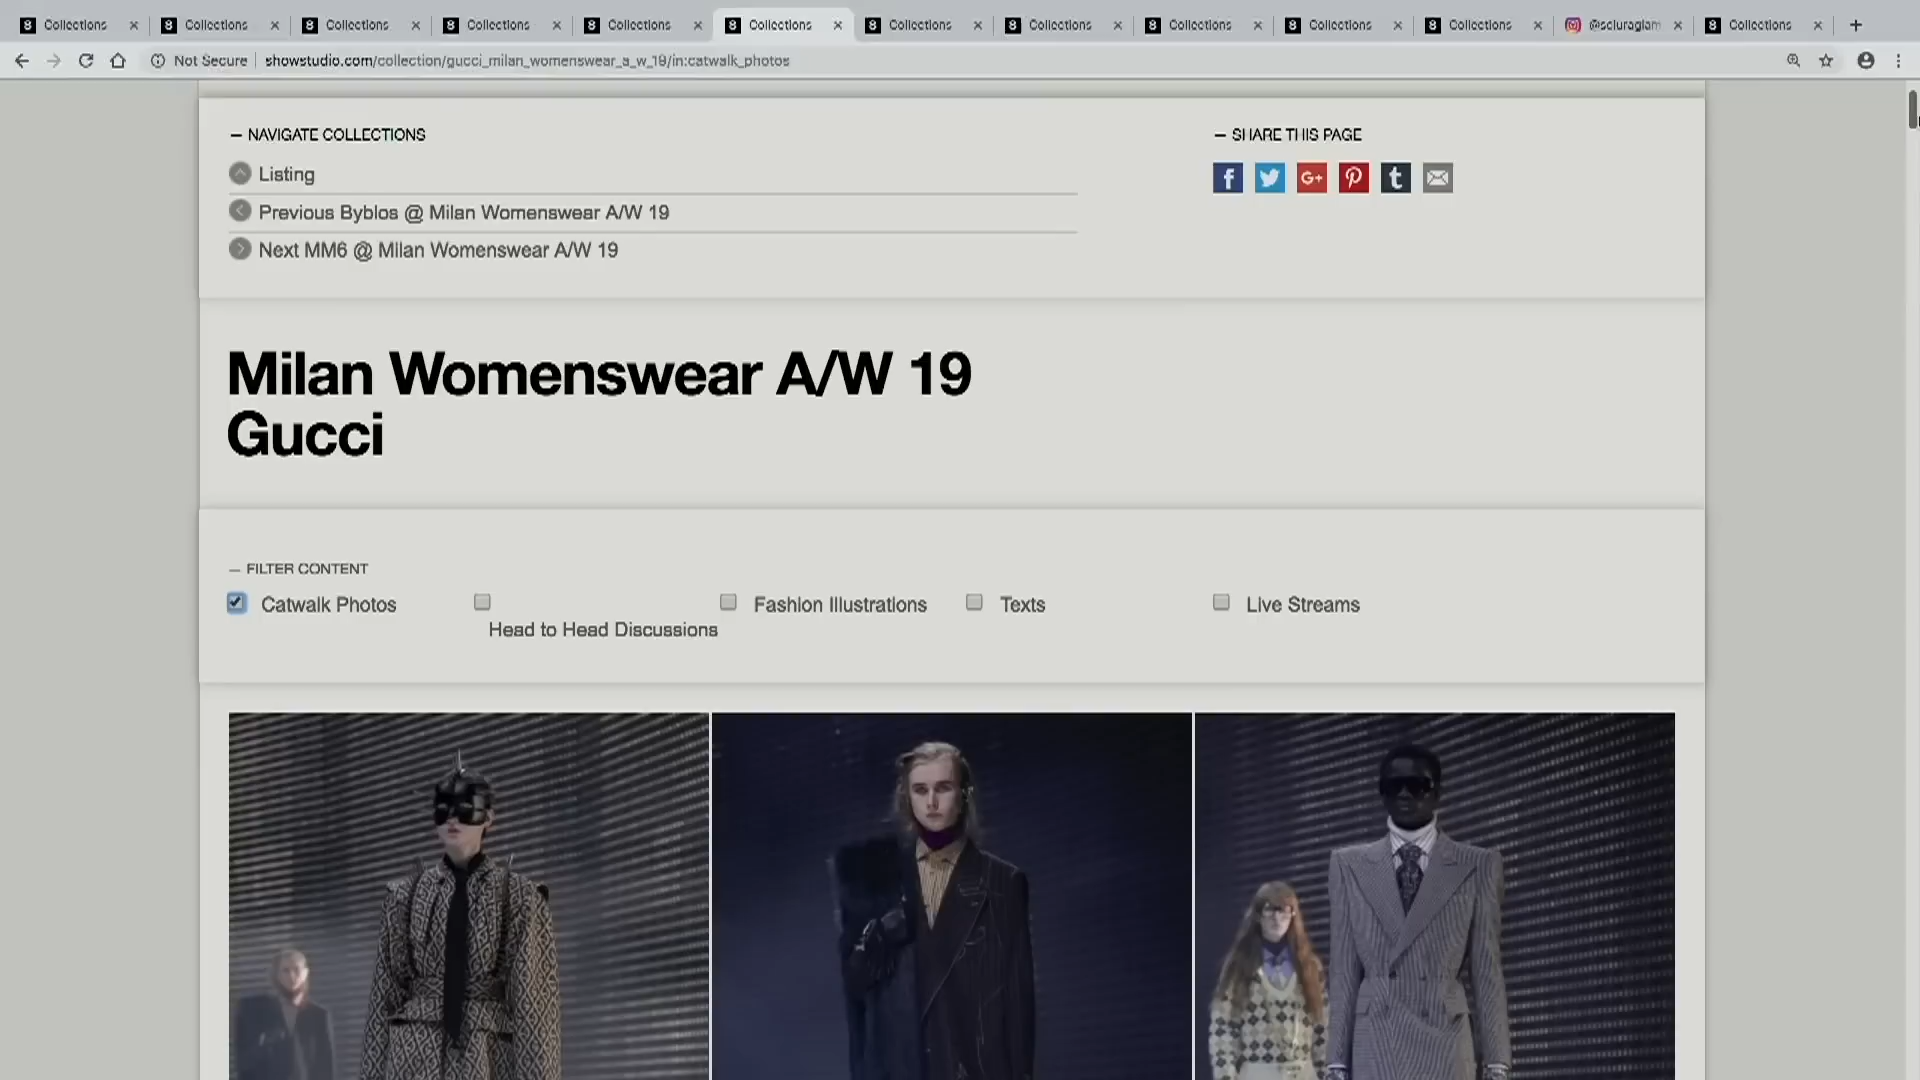 Collections
Collections
Collections
Collections
Collections
Collections
Collections
Collections
Collections
Collections
Collections
@sciuraglam
Collections
Not Secure
showstudio.com/collection/gucci_milan_womenswear_a_w_19/in:catwalk_photos
— NAVIGATE COLLECTIONS
Listing
Previous Byblos @ Milan Womenswear A/W 19
Next MM6 @ Milan Womenswear A/W 19
— SHARE THIS PAGE
Milan Womenswear A/W 19
Gucci
— FILTER CONTENT
Catwalk Photos
Head to Head Discussions
Fashion Illustrations
Texts
Live Streams